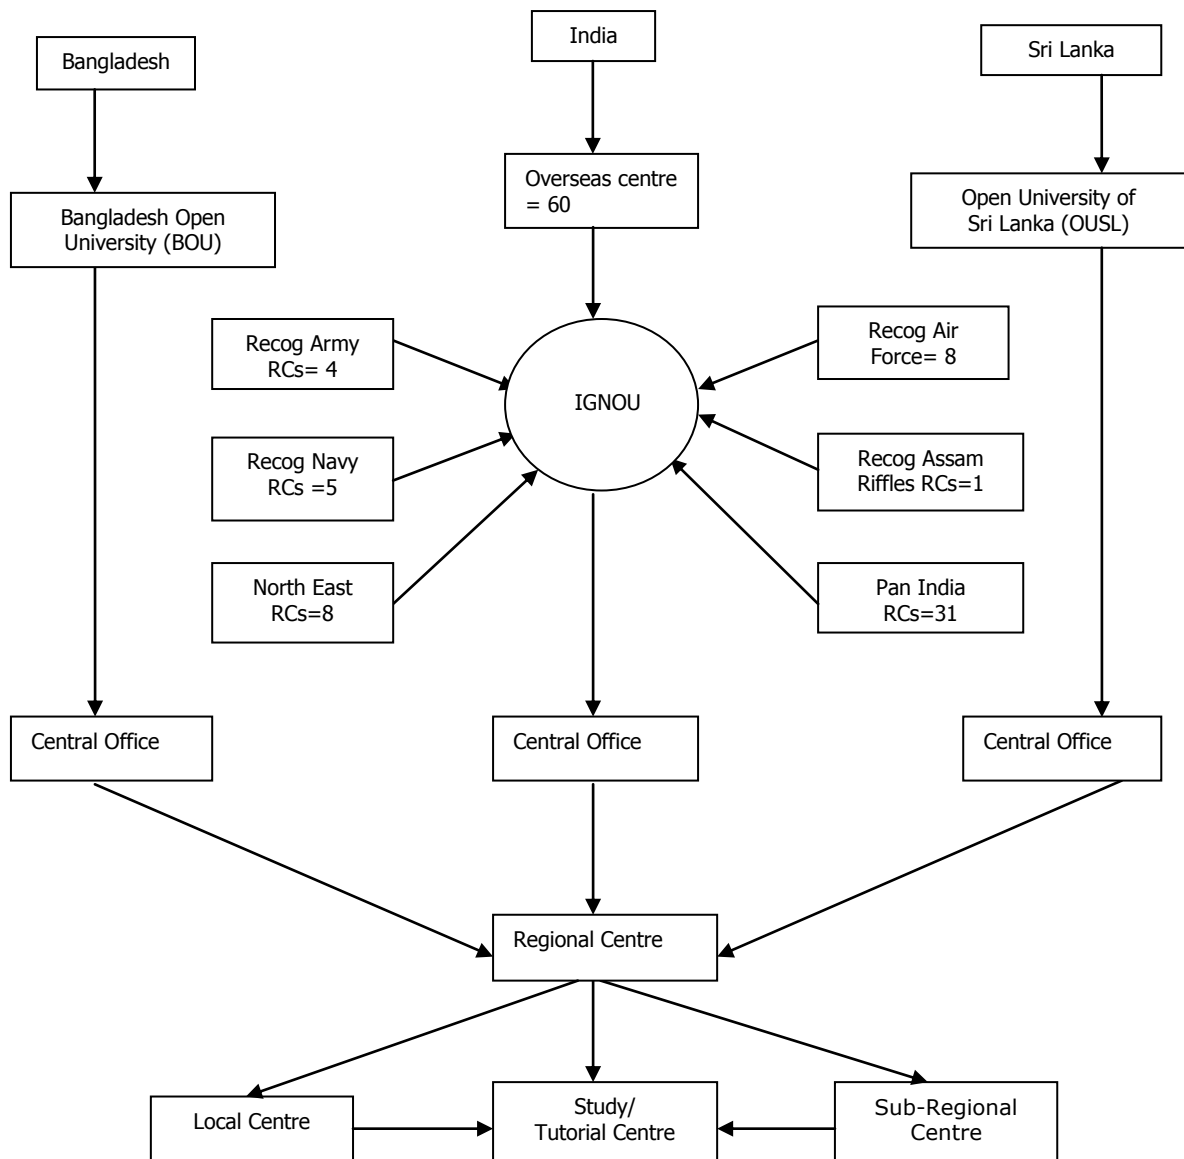 Bangladesh
India
Sri Lanka
Overseas centre
= 60
Bangladesh Open
University (BOU)
Open University of
Sri Lanka (OUSL)
Recog Army
RCs= 4
Recog Air
Force= 8
IGNOU
Recog Navy
RCs =5
Recog Assam
Riffles RCs=1
North East
RCs=8
Pan India
RCs=31
Central Office
Central Office
Central Office
Regional Centre
Local Centre
Study/
Tutorial Centre
Sub-Regional
Centre